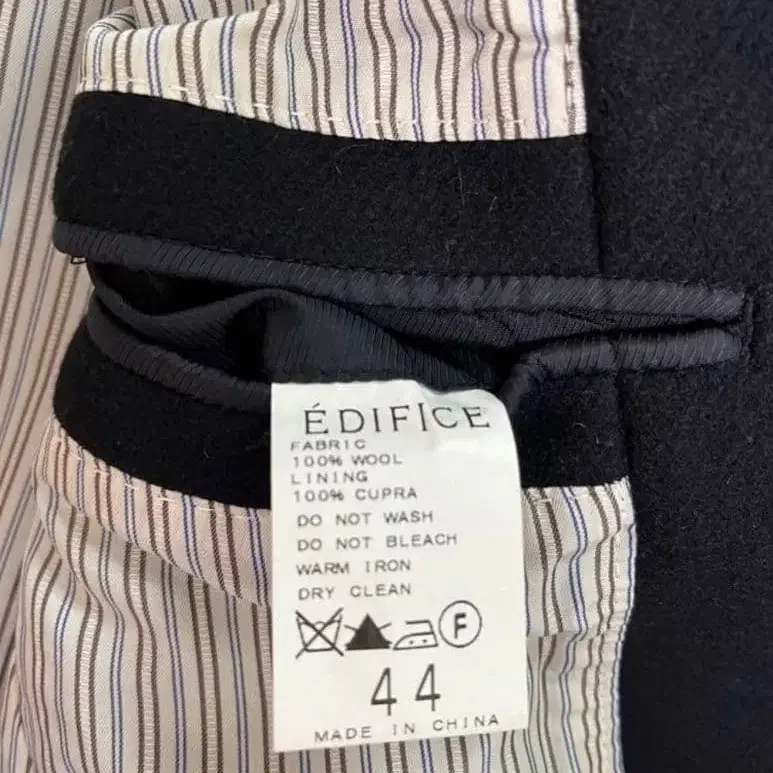 ÉDIFICE
FABRIC
100% WOOL
LINING
100% CUPRA
DO NOT WASH
DO NOT BLEACH
WARM IRON
DRY CLEAN
F
44
MADE IN CHINA